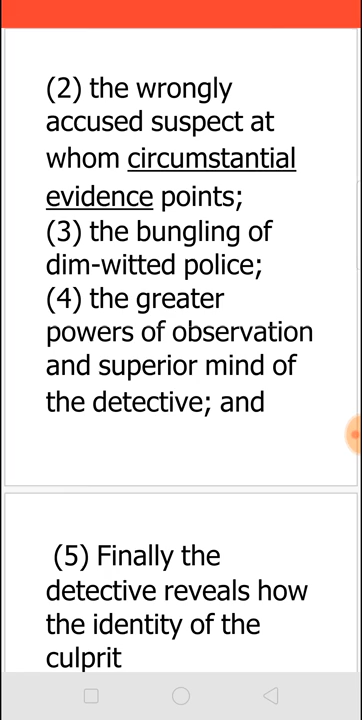 (2) the wrongly
accused suspect at
whom circumstantial
evidence points;
(3) the bungling of
dim-witted police;
(4) the greater
powers of observation
and superior mind of
the detective; and
(5) Finally the
detective reveals how
the identity of the
culprit